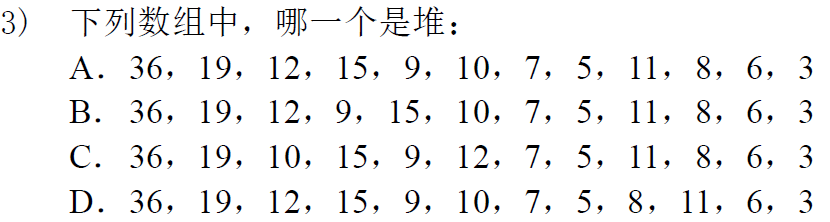 3） 下列数组中，哪一个是堆：
A．36，19，12，15，9，10，7，5，11，8，6，3
B．36，19，12，9，15，10，7，5，11，8，6，3
C．36，19，10，15，9，12，7，5，11，8，6，3
D．36，19，12，15，9，10，7，5，8，11，6，3